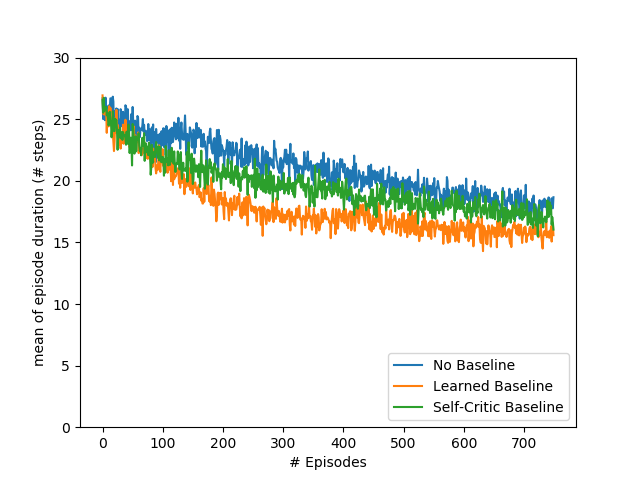 30
25
20
15
10
5
0
mean of episode duration (# steps)
No Baseline
Learned Baseline
Self-Critic Baseline
0 100 200 300 400 500 600 700
# Episodes